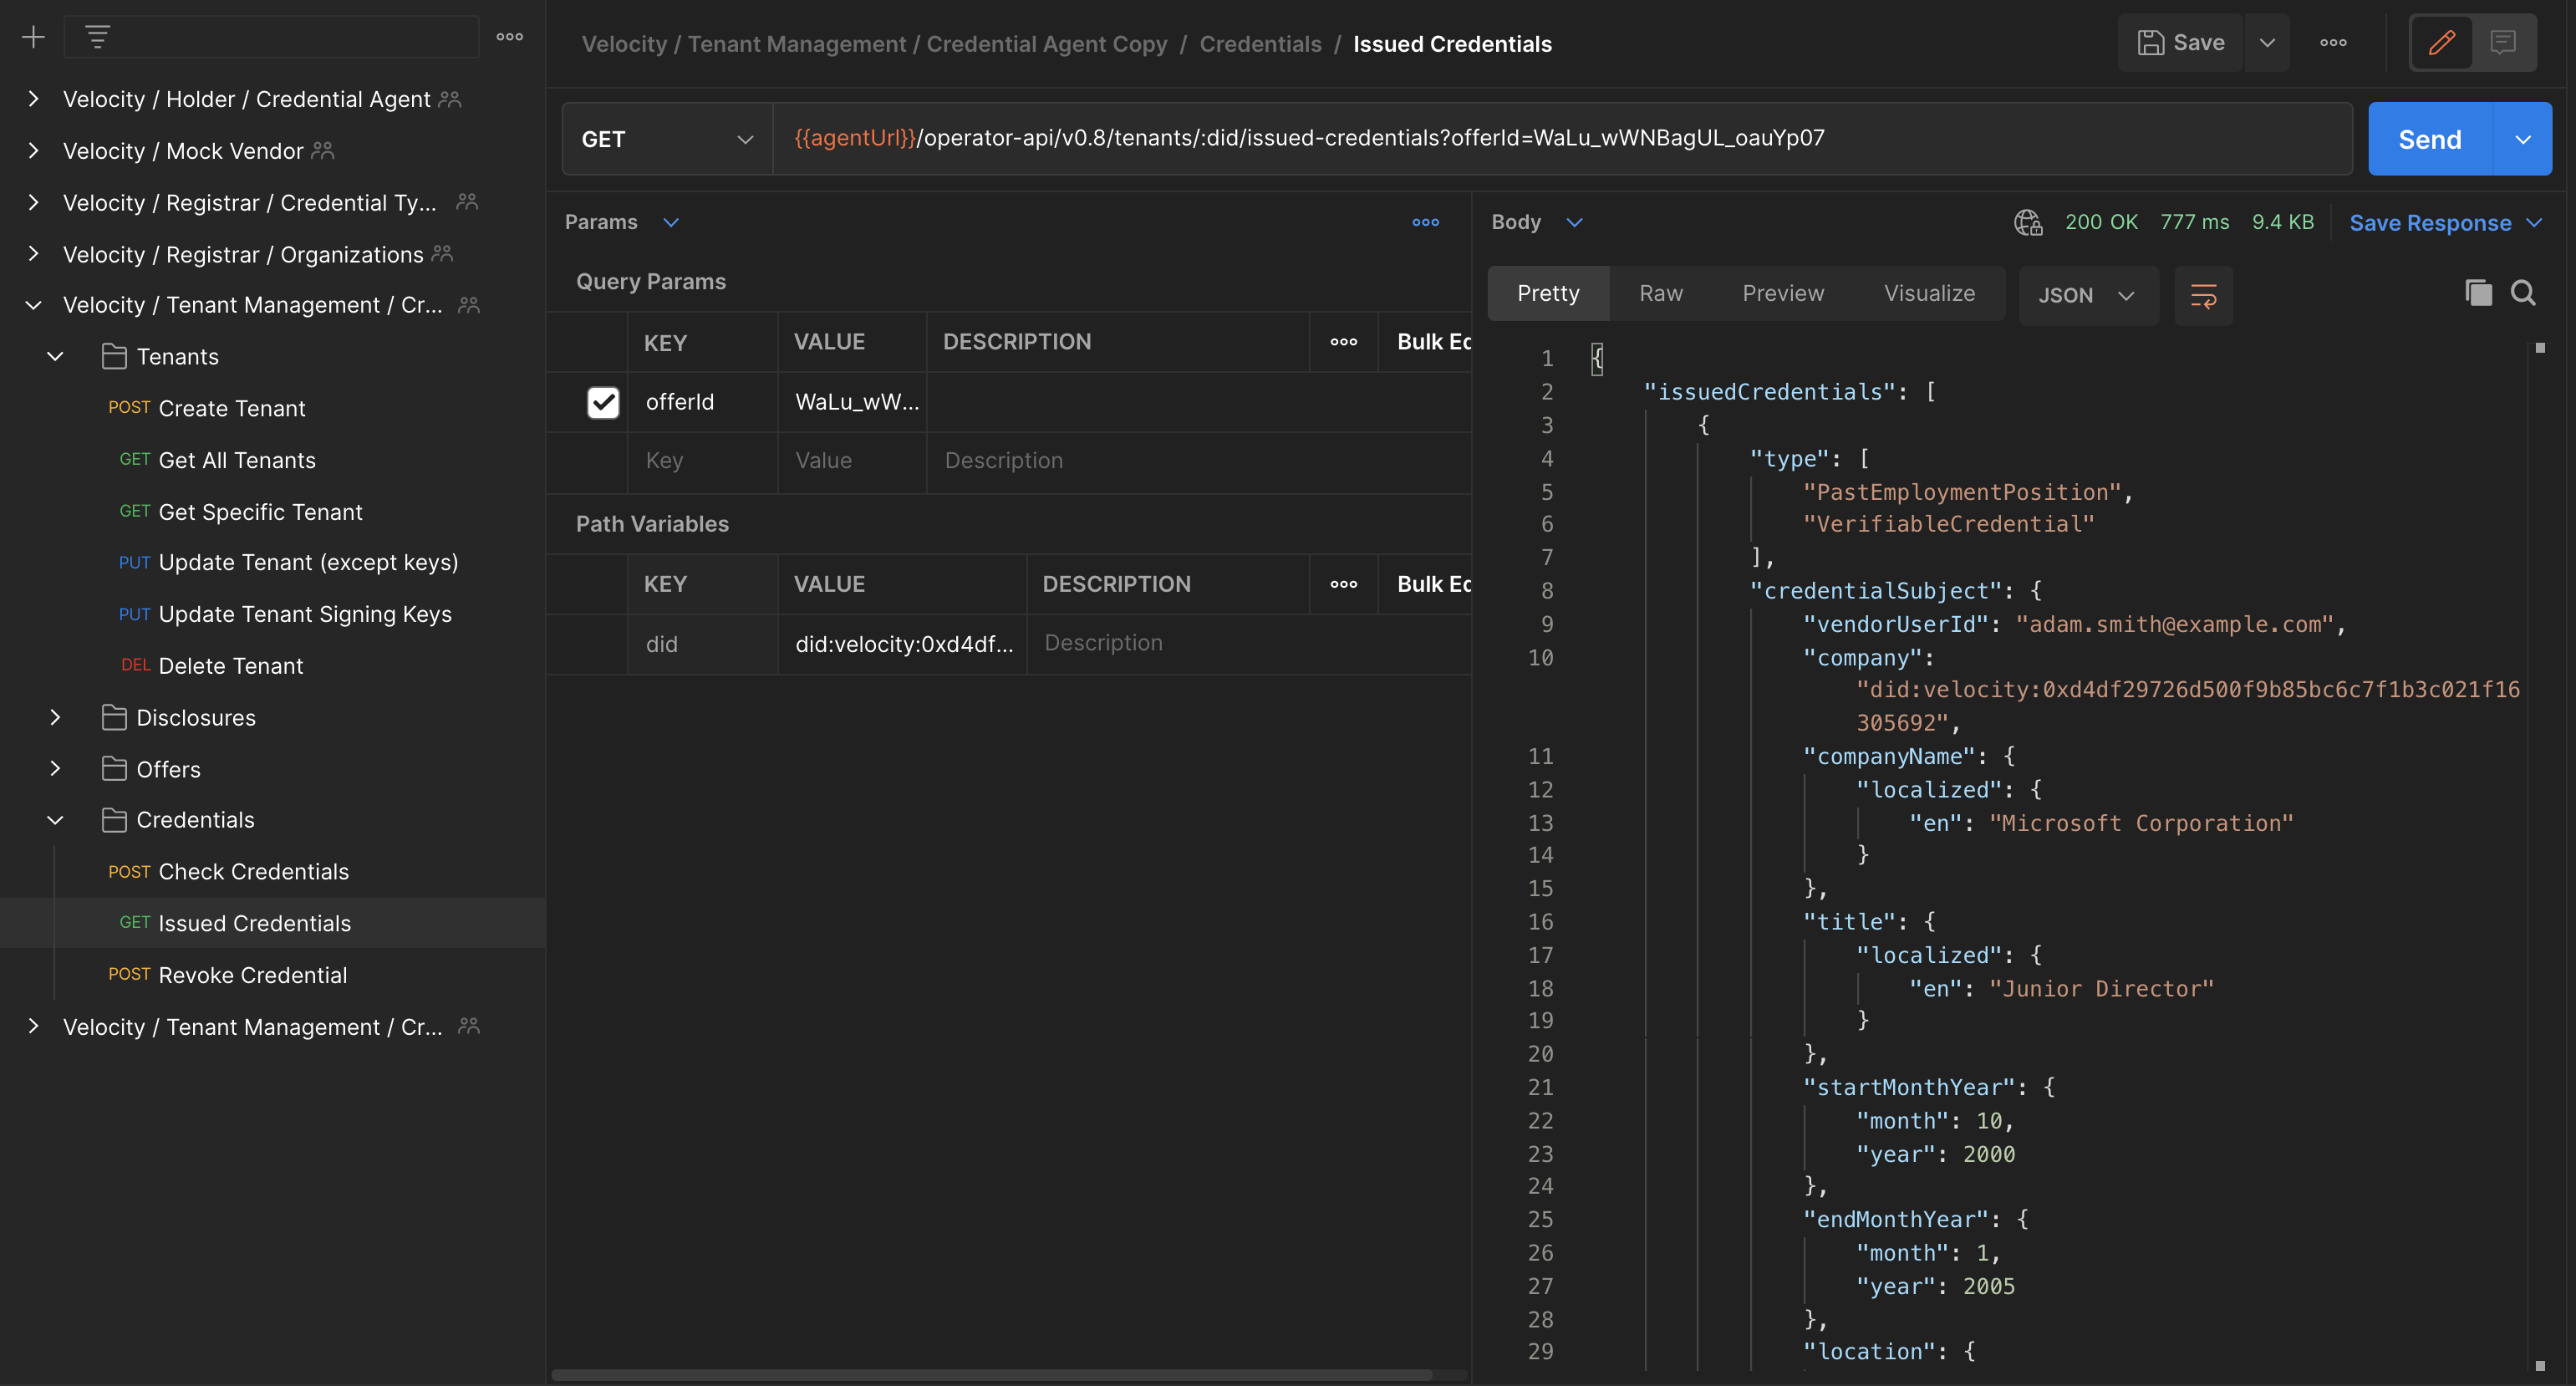 Velocity / Holder / Credential Agent
Velocity / Mock Vendor
Velocity / Registrar / Credential Ty...
Velocity / Registrar / Organizations
Velocity / Tenant Management / Cr...
Tenants
POST Create Tenant
GET Get All Tenants
GET Get Specific Tenant
PUT Update Tenant (except keys)
PUT Update Tenant Signing Keys
DEL Delete Tenant
Disclosures
Offers
Credentials
POST Check Credentials
GET Issued Credentials
POST Revoke Credential
Velocity / Tenant Management / Cr...
Velocity / Tenant Management / Credential Agent Copy / Credentials / Issued Credentials
Save
GET {{agentUrl}}/operator-api/v0.8/tenants/:did/issued-credentials?offerId=WaLu_wWNBagUL_oauYp07
Send
Params
Query Params
KEY VALUE DESCRIPTION Bulk Ed
offerId WaLu_wW...
Key Value Description
Path Variables
KEY VALUE DESCRIPTION Bulk Ed
did did:velocity:0xd4df... Description
Body 200 OK 777 ms 9.4 KB Save Response
Pretty Raw Preview Visualize JSON
1 {
2 "issuedCredentials": [
3 {
4 "type": [
5 "PastEmploymentPosition",
6 "VerifiableCredential"
7 ],
8 "credentialSubject": {
9 "vendorUserId": "adam.smith@example.com",
10 "company":
"did:velocity:0xd4df29726d500f9b85bc6c7f1b3c021f16
305692",
11 "companyName": {
12 "localized": {
13 "en": "Microsoft Corporation"
14 }
15 },
16 "title": {
17 "localized": {
18 "en": "Junior Director"
19 }
20 },
21 "startMonthYear": {
22 "month": 10,
23 "year": 2000
24 },
25 "endMonthYear": {
26 "month": 1,
27 "year": 2005
28 },
29 "location": {